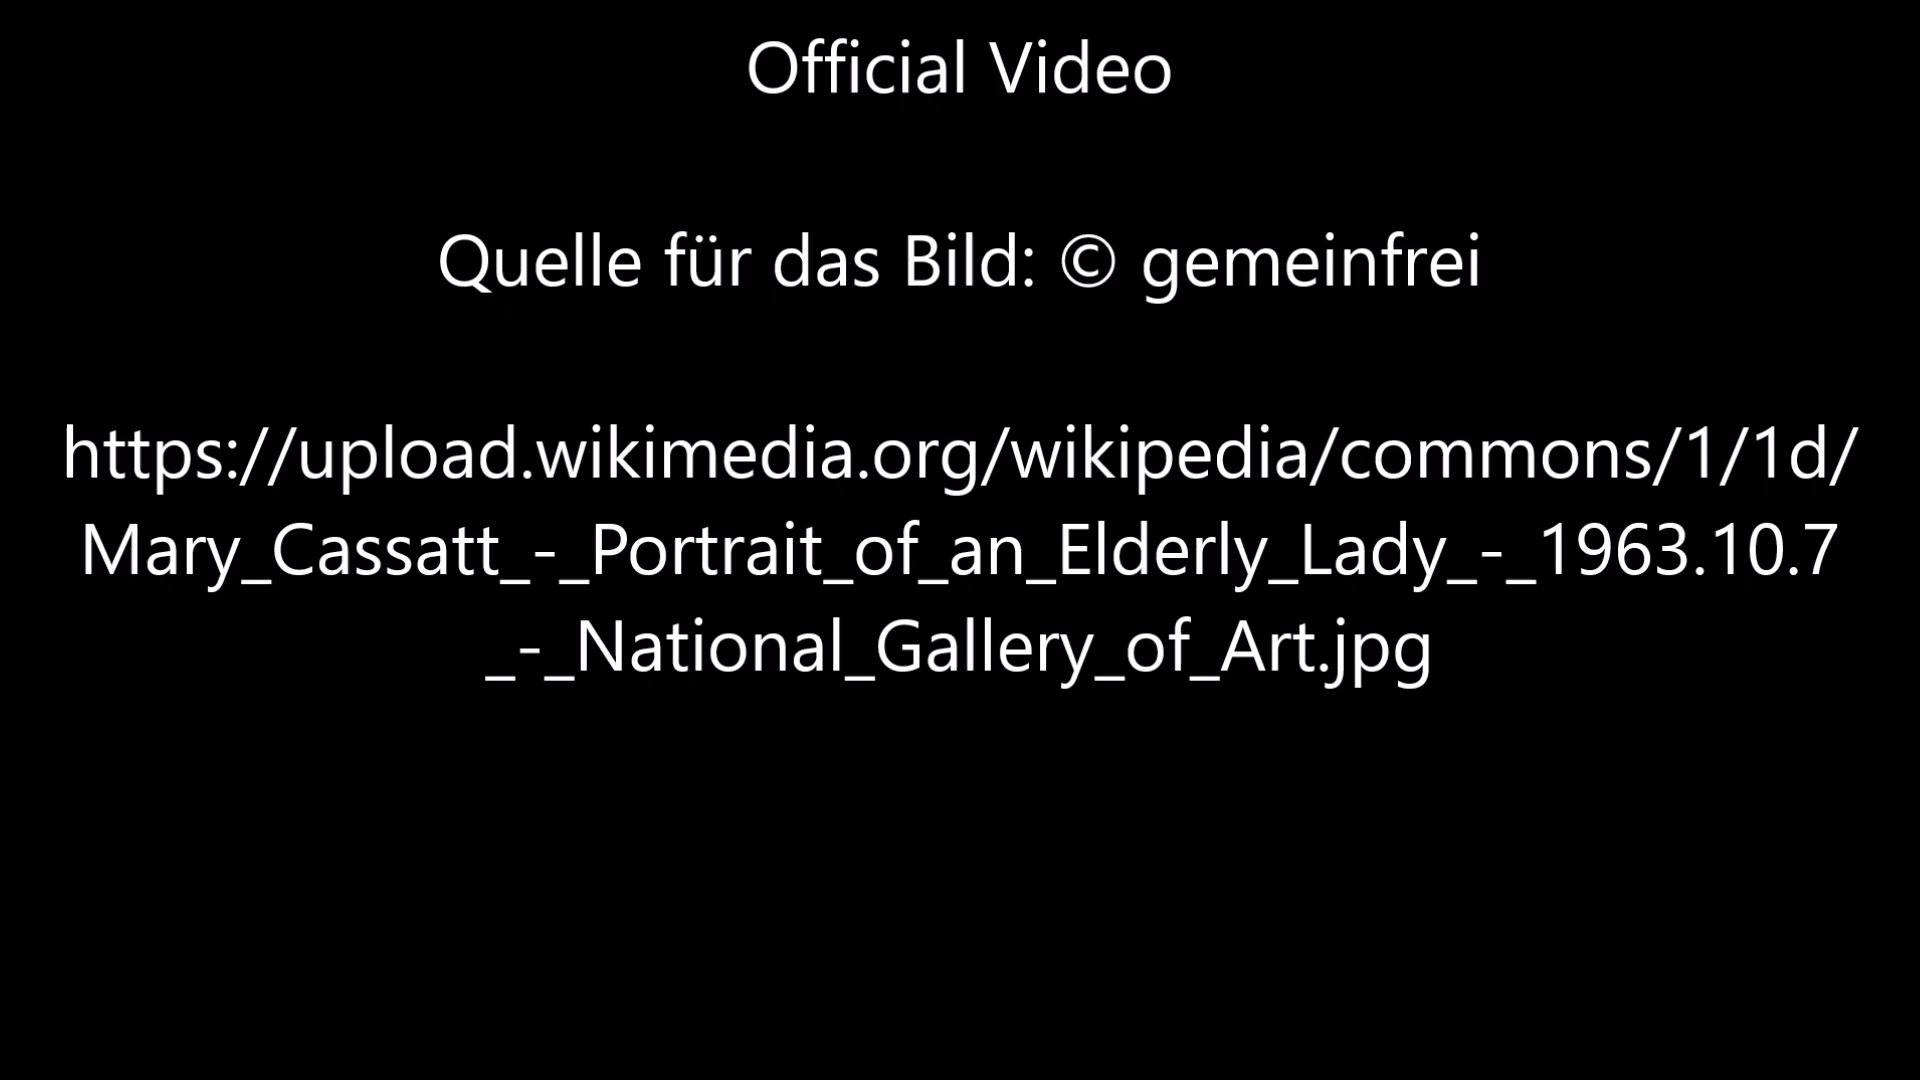 Official Video
Quelle für das Bild: © gemeinfrei
https://upload.wikimedia.org/wikipedia/commons/1/1d/
Mary_Cassatt_-_Portrait_of_an_Elderly_Lady_-_1963.10.7
_-_National_Gallery_of_Art.jpg